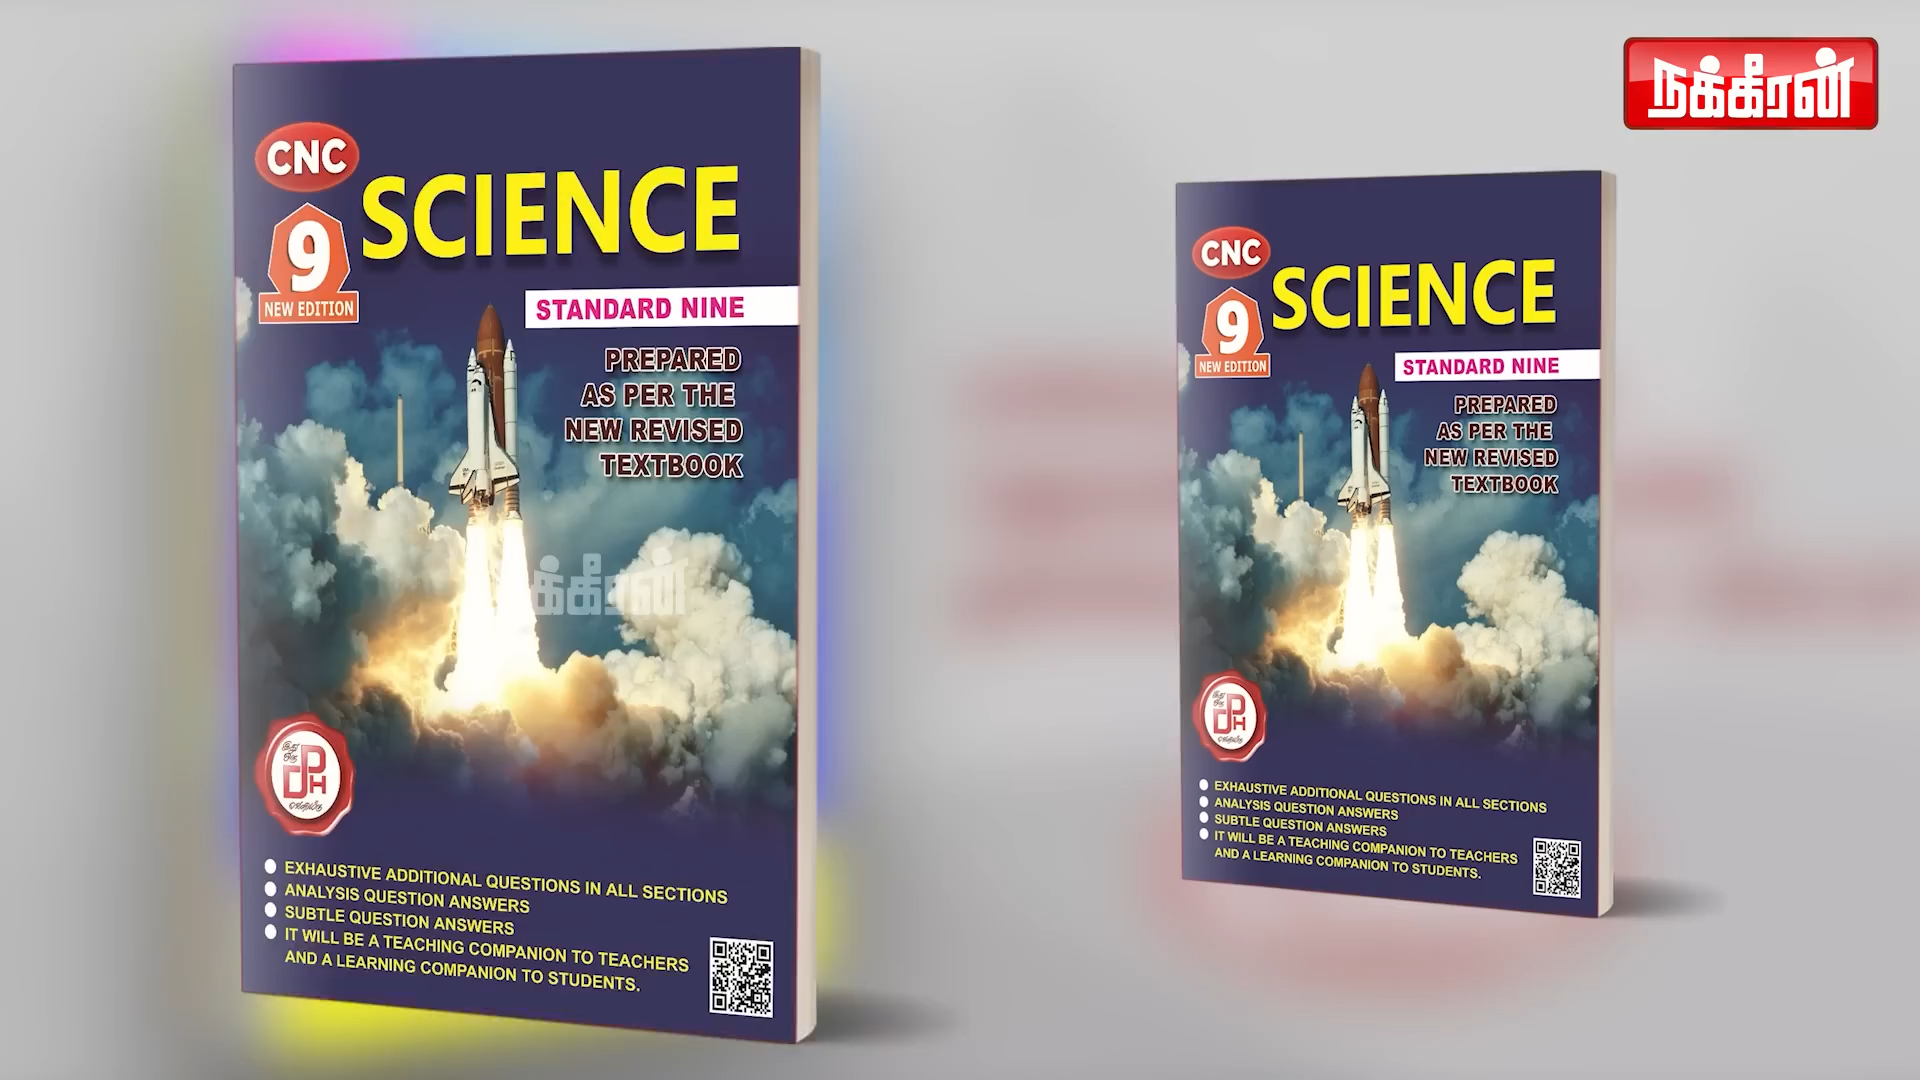 நக்கீரன்
CNC
SCIENCE
9
NEW EDITION
STANDARD NINE
PREPARED
AS PER THE
NEW REVISED
TEXTBOOK
க்கீரன்
DPH
EXHAUSTIVE ADDITIONAL QUESTIONS IN ALL SECTIONS
ANALYSIS QUESTION ANSWERS
SUBTLE QUESTION ANSWERS
IT WILL BE A TEACHING COMPANION TO TEACHERS
AND A LEARNING COMPANION TO STUDENTS.
CNC
SCIENCE
9
NEW EDITION
STANDARD NINE
PREPARED
AS PER THE
NEW REVISED
TEXTBOOK
DPH
EXHAUSTIVE ADDITIONAL QUESTIONS IN ALL SECTIONS
ANALYSIS QUESTION ANSWERS
SUBTLE QUESTION ANSWERS
IT WILL BE A TEACHING COMPANION TO TEACHERS
AND A LEARNING COMPANION TO STUDENTS.